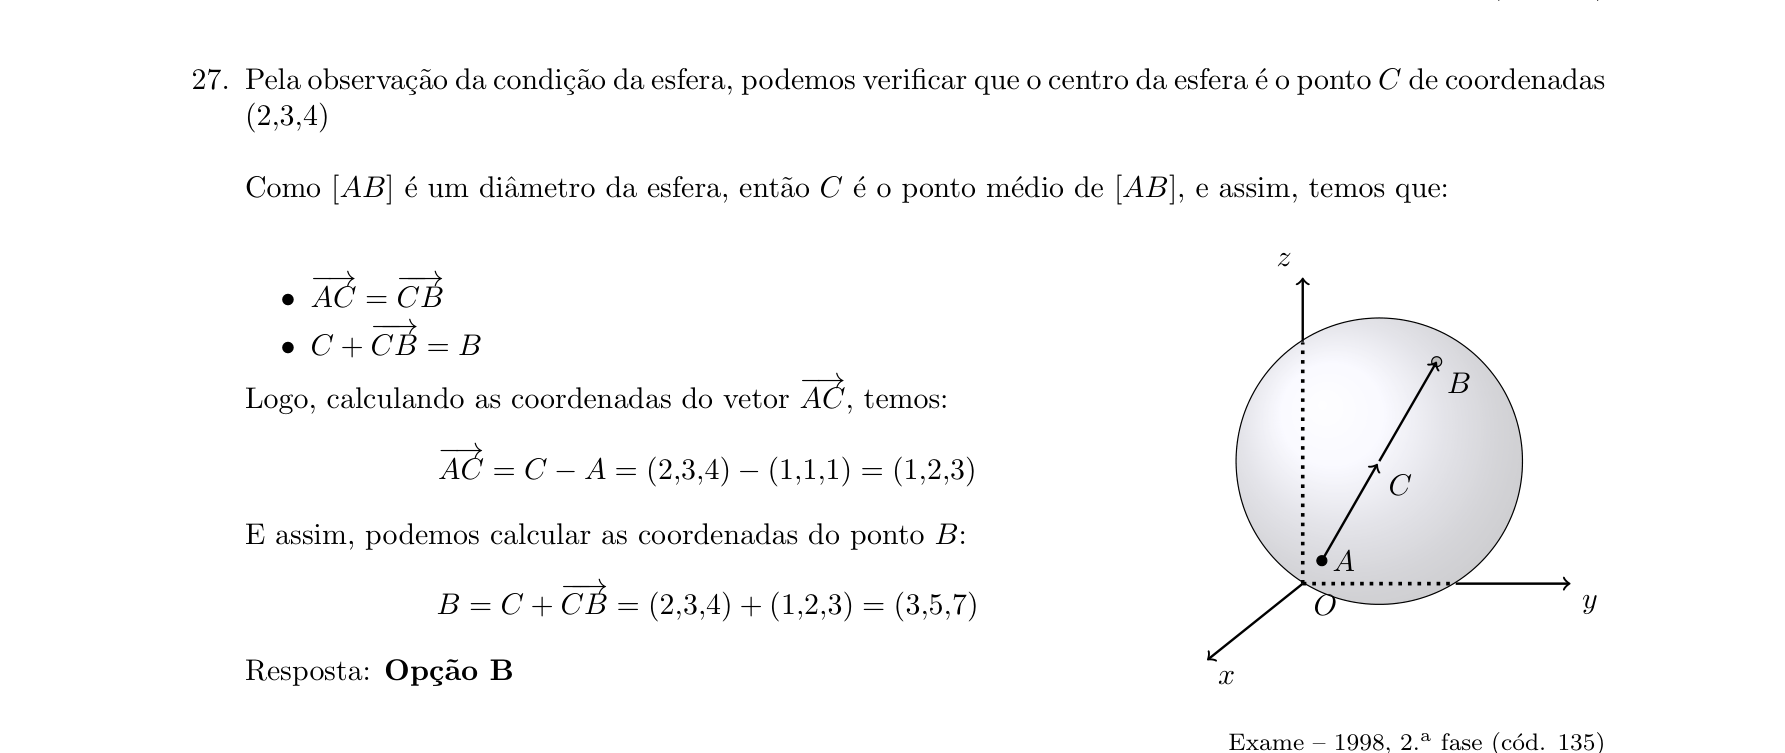 27. Pela observação da condição da esfera, podemos verificar que o centro da esfera é o ponto C de coordenadas
(2,3,4)
Como [AB] é um diâmetro da esfera, então C é o ponto médio de [AB], e assim, temos que:
• $\overrightarrow{AC} = \overrightarrow{CB}$
• $C + \overrightarrow{CB} = B$
Logo, calculando as coordenadas do vetor $\overrightarrow{AC}$, temos:
$\overrightarrow{AC} = C - A = (2,3,4) - (1,1,1) = (1,2,3)$
E assim, podemos calcular as coordenadas do ponto B:
$B = C + \overrightarrow{CB} = (2,3,4) + (1,2,3) = (3,5,7)$
Resposta: Opção B
z
B
C
A
O
y
x
Exame – 1998, 2.ª fase (cód. 135)